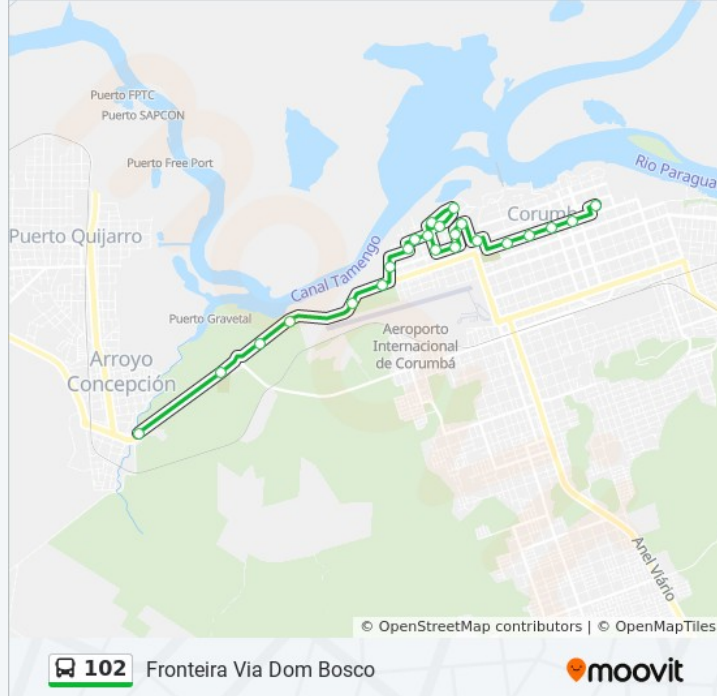 Puerto FPTC
Puerto SAPCON
Puerto Free Port
Rio Paragua
Puerto Quijarro
Corumb
Canal Tamengo
Puerto Gravetal
Arroyo
Concepción
Aeroporto
Internacional
de Corumbá
Anel Viário
© OpenStreetMap contributors | © OpenMapTiles
102 Fronteira Via Dom Bosco
moovit